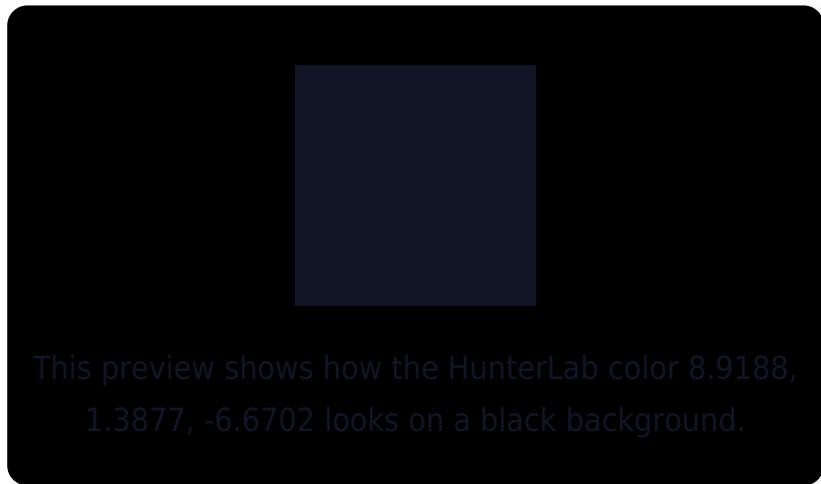 This preview shows how the HunterLab color 8.9188,
1.3877, -6.6702 looks on a black background.